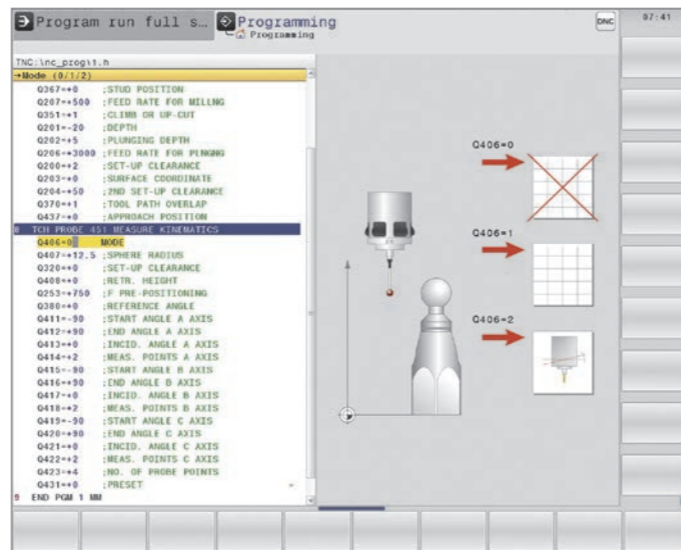 Program run full s… Programming DNC 07:41
Programming
TNC:\nc_prog\1.h
→Mode (0/1/2)
Q367=+0 ;STUD POSITION
Q207=+500 ;FEED RATE FOR MILLNG
Q351=+1 ;CLIMB OR UP-CUT
Q201=-20 ;DEPTH
Q202=+5 ;PLUNGING DEPTH
Q206=+3000 ;FEED RATE FOR PLNGNG
Q200=+2 ;SET-UP CLEARANCE
Q203=+0 ;SURFACE COORDINATE
Q204=+50 ;2ND SET-UP CLEARANCE
Q370=+1 ;TOOL PATH OVERLAP
Q437=+0 ;APPROACH POSITION
8 TCH PROBE 451 MEASURE KINEMATICS
Q406=0 MODE
Q407=+12.5 ;SPHERE RADIUS
Q320=+0 ;SET-UP CLEARANCE
Q408=+0 ;RETR. HEIGHT
Q253=+750 ;F PRE-POSITIONING
Q380=+0 ;REFERENCE ANGLE
Q411=-90 ;START ANGLE A AXIS
Q412=+90 ;END ANGLE A AXIS
Q413=+0 ;INCID. ANGLE A AXIS
Q414=+2 ;MEAS. POINTS A AXIS
Q415=-90 ;START ANGLE B AXIS
Q416=+90 ;END ANGLE B AXIS
Q417=+0 ;INCID. ANGLE B AXIS
Q418=+2 ;MEAS. POINTS B AXIS
Q419=-90 ;START ANGLE C AXIS
Q420=+90 ;END ANGLE C AXIS
Q421=+0 ;INCID. ANGLE C AXIS
Q422=+2 ;MEAS. POINTS C AXIS
Q423=+4 ;NO. OF PROBE POINTS
Q431=+0 ;PRESET
9 END PGM 1 MM
Q406=0
Q406=1
Q406=2